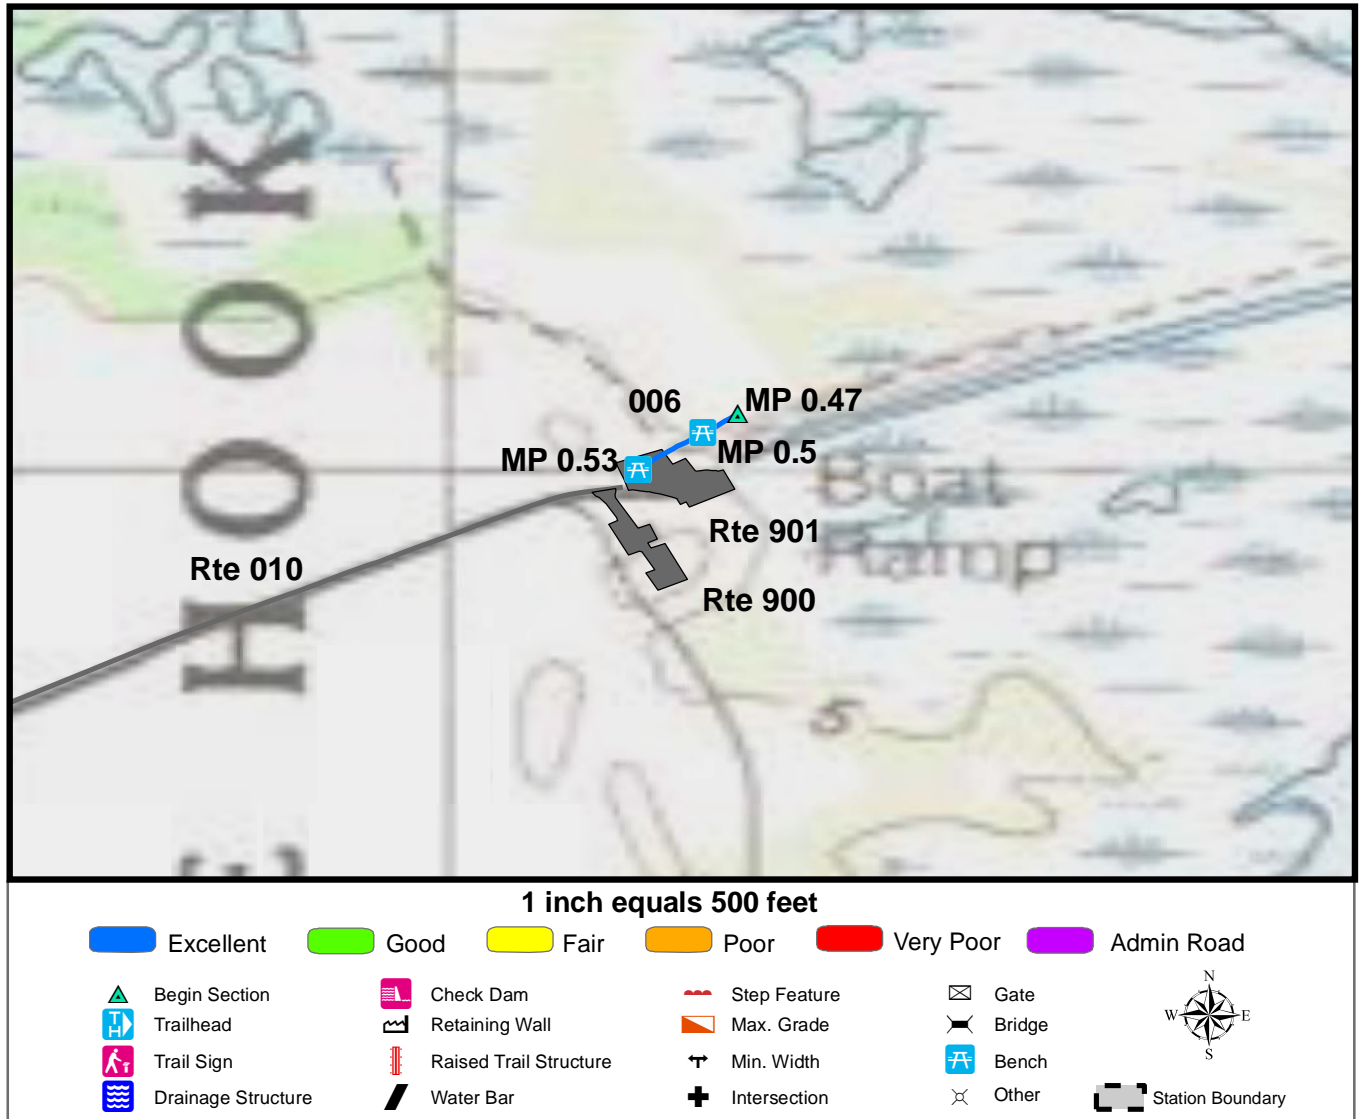 HOOK
E
006
MP 0.47
MP 0.5
MP 0.53
Boat
Ramp
Rte 901
Rte 010
Rte 900
5
1 inch equals 500 feet
Excellent Good Fair Poor Very Poor Admin Road
Begin Section Check Dam Step Feature Gate
Trailhead Retaining Wall Max. Grade Bridge
Trail Sign Raised Trail Structure Min. Width Bench
Drainage Structure Water Bar Intersection Other Station Boundary
N
W E
S
T
H